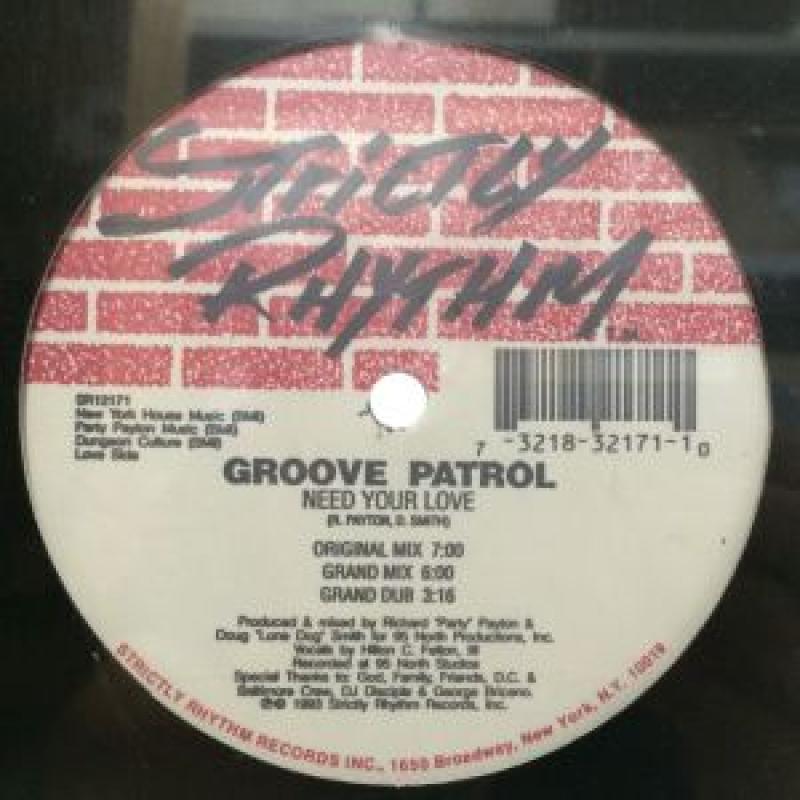 STRICTLY
RHYTHM
SR12171
New York House Music (BMI)
Party Payton Music (BMI)
Dungeon Culture (BMI)
Love Side
7 -3218-32171-1 0
GROOVE PATROL
NEED YOUR LOVE
(R. PAYTON, D. SMITH)
ORIGINAL MIX 7:00
GRAND MIX 6:00
GRAND DUB 3:16
Produced & mixed by Richard "Party" Payton &
Doug "Lone Dog" Smith for 95 North Productions, Inc.
Vocals by Hilton C. Felton, III
Recorded at 95 North Studios
Special Thanks to: God, Family, Friends, D.C. &
Baltimore Crew, DJ Disciple & George Briceno.
℗© 1993 Strictly Rhythm Records, Inc.
STRICTLY RHYTHM RECORDS INC., 1650 Broadway, New York, N.Y. 10019